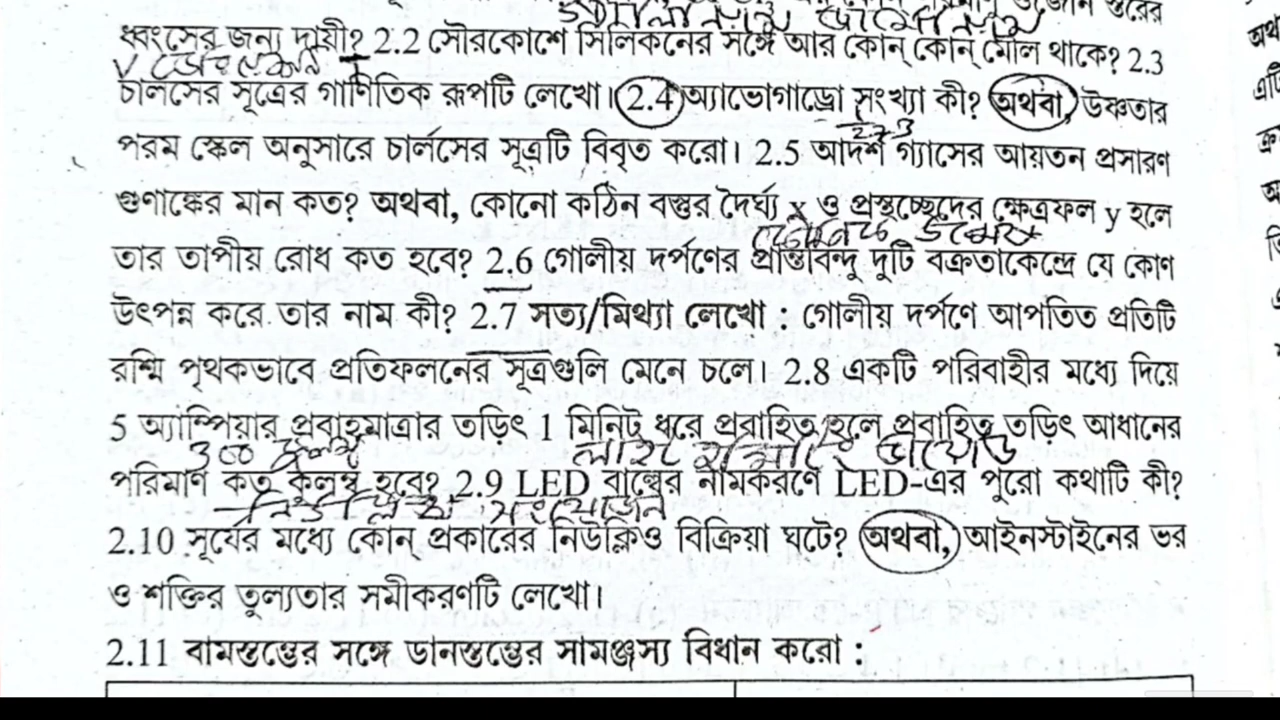 স্তরের
ধ্বংসের জন্য দায়ী? 2.2 সৌরকোশে সিলিকনের সঙ্গে আর কোন্ কোন্ মৌল থাকে? 2.3
চার্লসের সূত্রের গাণিতিক রূপটি লেখো। 2.4 অ্যাভোগাড্রো সংখ্যা কী? অথবা, উষ্ণতার
পরম স্কেল অনুসারে চার্লসের সূত্রটি বিবৃত করো। 2.5 আদর্শ গ্যাসের আয়তন প্রসারণ
গুণাঙ্কের মান কত? অথবা, কোনো কঠিন বস্তুর দৈর্ঘ্য x ও প্রস্থচ্ছেদের ক্ষেত্রফল y হলে
তার তাপীয় রোধ কত হবে? 2.6 গোলীয় দর্পণের প্রান্তবিন্দু দুটি বক্রতাকেন্দ্রে যে কোণ
উৎপন্ন করে তার নাম কী? 2.7 সত্য/মিথ্যা লেখো : গোলীয় দর্পণে আপতিত প্রতিটি
রশ্মি পৃথকভাবে প্রতিফলনের সূত্রগুলি মেনে চলে। 2.8 একটি পরিবাহীর মধ্যে দিয়ে
5 অ্যাম্পিয়ার প্রবাহমাত্রার তড়িৎ 1 মিনিট ধরে প্রবাহিত হলে প্রবাহিত তড়িৎ আধানের
লাইট এমিটিং ডায়োড
পরিমাণ কত কুলম্ব হবে? 2.9 LED বাল্বের নামকরণে LED-এর পুরো কথাটি কী?
2.10 সূর্যের মধ্যে কোন্ প্রকারের নিউক্লিও বিক্রিয়া ঘটে? অথবা, আইনস্টাইনের ভর
ও শক্তির তুল্যতার সমীকরণটি লেখো।
2.11 বামস্তম্ভের সঙ্গে ডানস্তম্ভের সামঞ্জস্য বিধান করো :